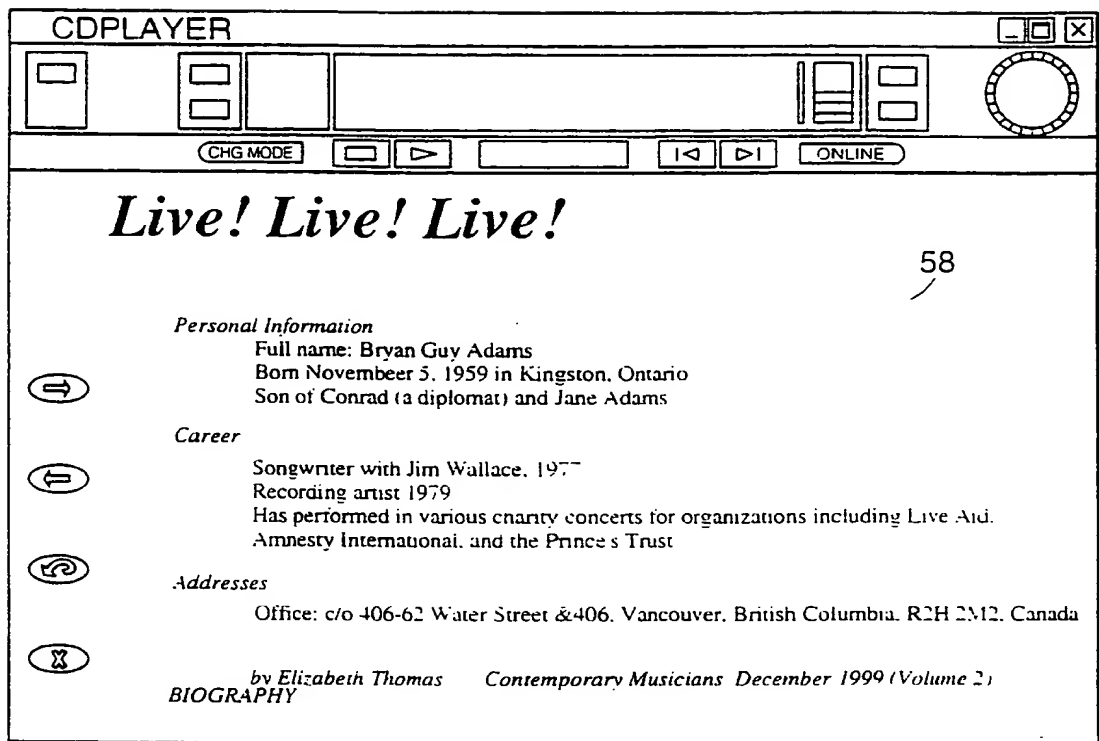 CDPLAYER
CHG MODE
ONLINE
Live! Live! Live!
58
Personal Information
Full name: Bryan Guy Adams
Born Novembeer 5, 1959 in Kingston, Ontario
Son of Conrad (a diplomat) and Jane Adams
Career
Songwriter with Jim Wallace, 1977
Recording artist 1979
Has performed in various charity concerts for organizations including Live Aid,
Amnesty International, and the Prince's Trust
Addresses
Office: c/o 406-62 Water Street &406, Vancouver, British Columbia, R2H 2M2, Canada
by Elizabeth Thomas Contemporary Musicians December 1999 (Volume 2)
BIOGRAPHY